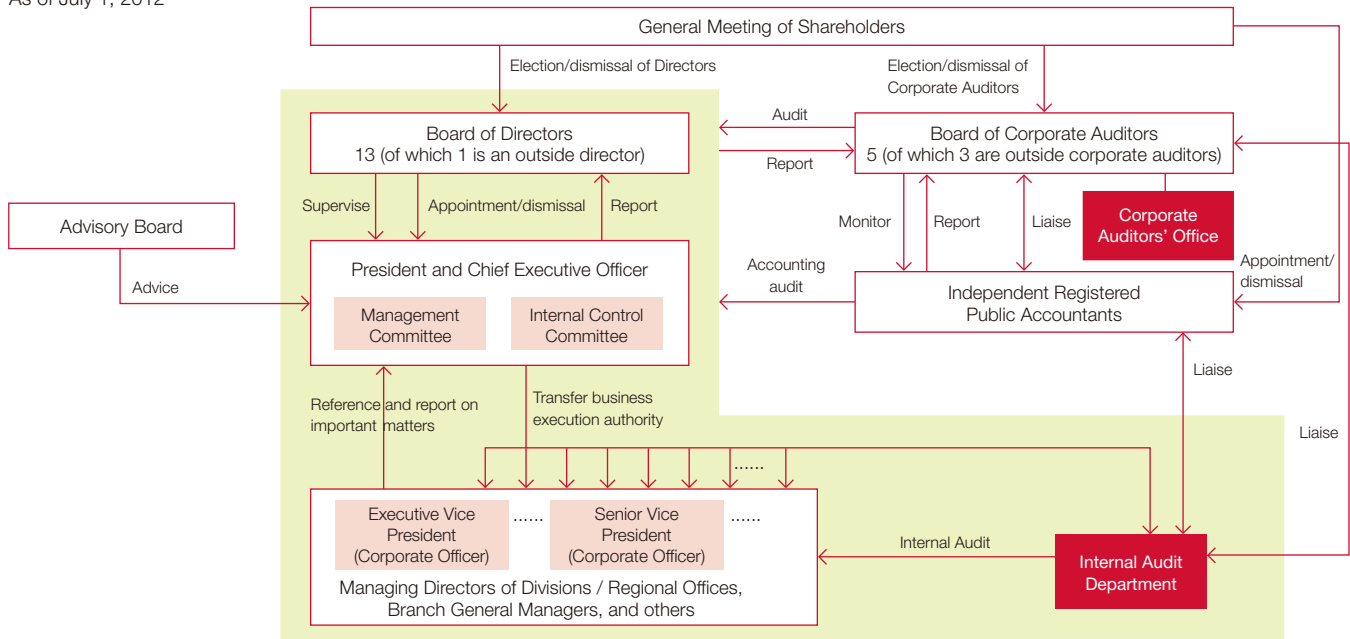 As of July 1, 2012
General Meeting of Shareholders
Election/dismissal of Directors
Election/dismissal of
Corporate Auditors
Board of Directors
13 (of which 1 is an outside director)
Audit
Report
Board of Corporate Auditors
5 (of which 3 are outside corporate auditors)
Supervise
Appointment/dismissal
Report
Monitor
Report
Liaise
Corporate
Auditors' Office
Advisory Board
Advice
President and Chief Executive Officer
Management
Committee
Internal Control
Committee
Accounting
audit
Independent Registered
Public Accountants
Appointment/
dismissal
Reference and report on
important matters
Transfer business
execution authority
Liaise
Liaise
......
Executive Vice
President
(Corporate Officer)
......
Senior Vice
President
(Corporate Officer)
......
Managing Directors of Divisions / Regional Offices,
Branch General Managers, and others
Internal Audit
Internal Audit
Department